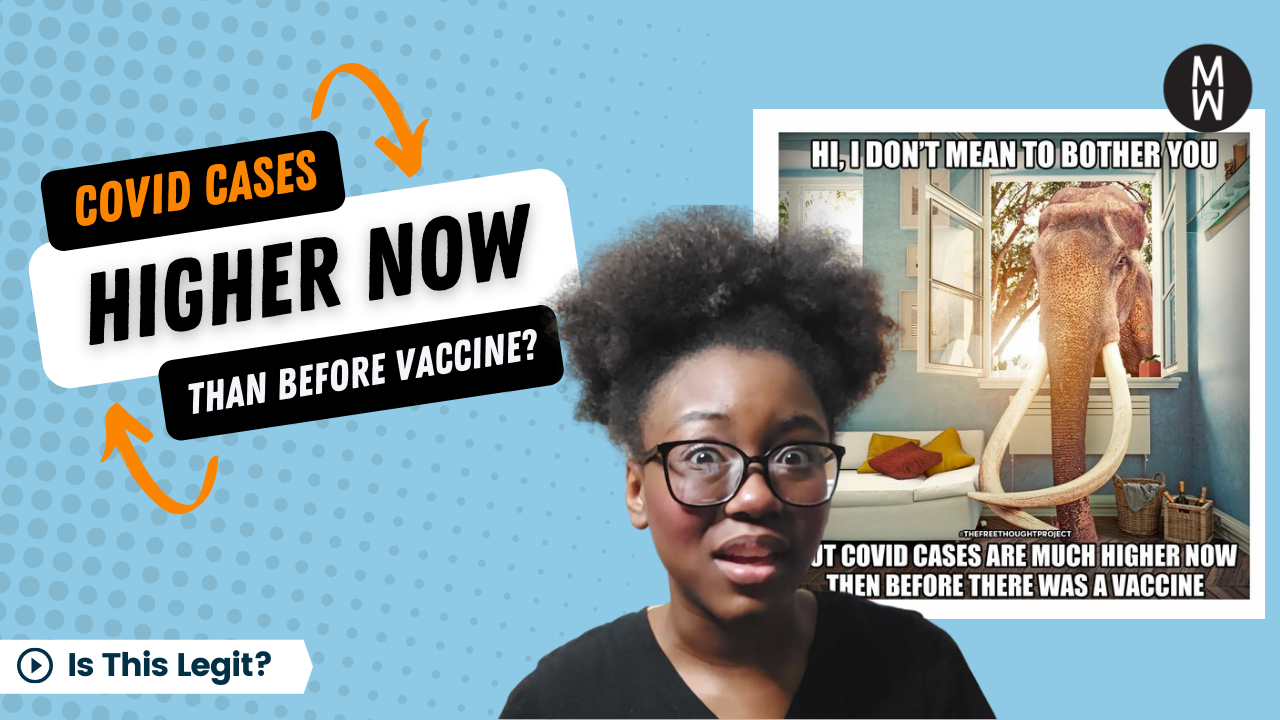 COVID CASES
HIGHER NOW
THAN BEFORE VACCINE?
Is This Legit?
M
W
HI, I DON'T MEAN TO BOTHER YOU
@THEFREETHOUGHTPROJECT
UT COVID CASES ARE MUCH HIGHER NOW
THEN BEFORE THERE WAS A VACCINE